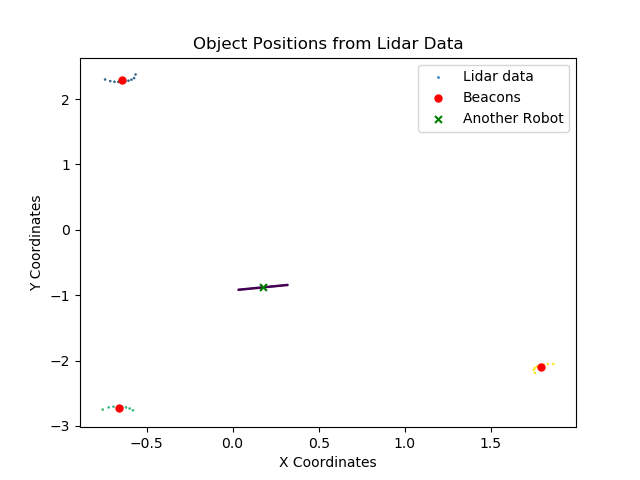 Object Positions from Lidar Data
Lidar data
Beacons
Another Robot
2
1
0
−1
−2
−3
Y Coordinates
−0.5
0.0
0.5
1.0
1.5
X Coordinates